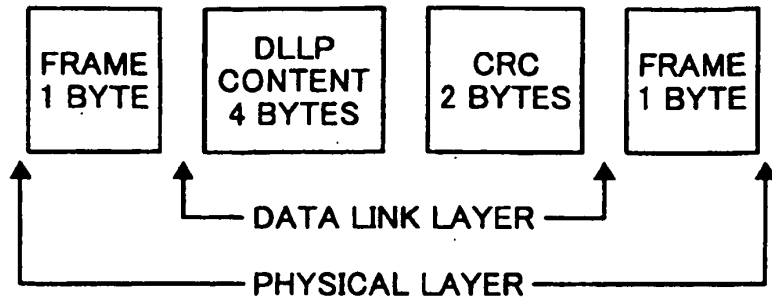 FRAME
1 BYTE
DLLP
CONTENT
4 BYTES
CRC
2 BYTES
FRAME
1 BYTE
DATA LINK LAYER
PHYSICAL LAYER